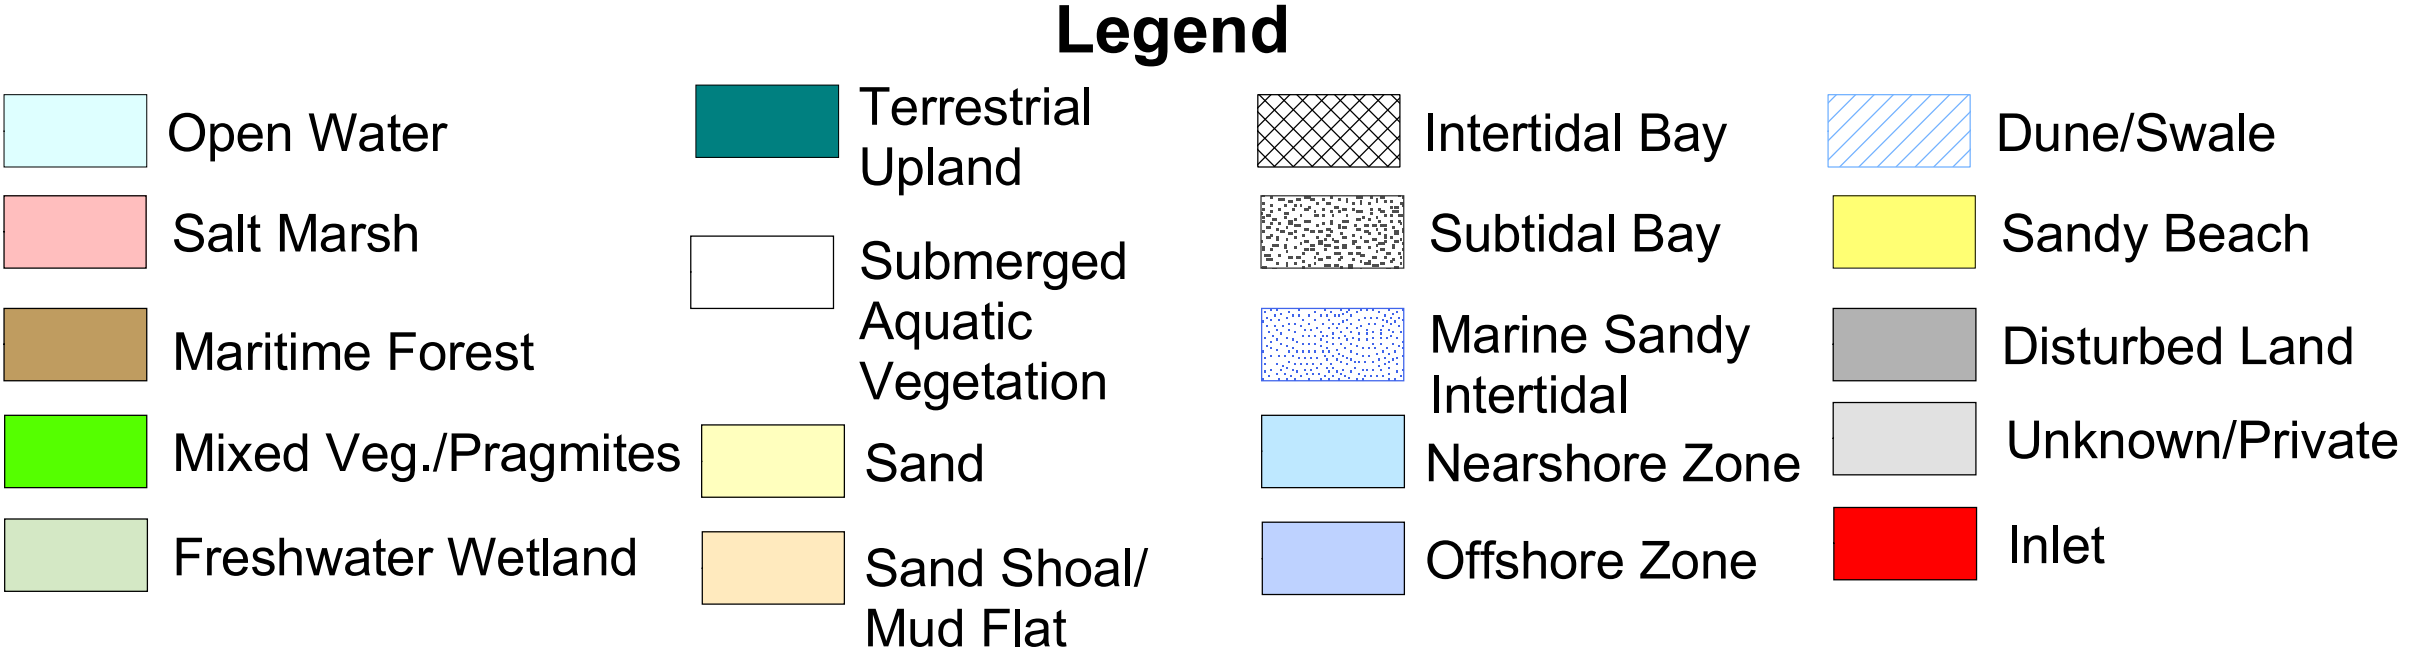 Legend
Open Water
Salt Marsh
Maritime Forest
Mixed Veg./Pragmites
Freshwater Wetland
Terrestrial
Upland
Submerged
Aquatic
Vegetation
Sand
Sand Shoal/
Mud Flat
Intertidal Bay
Subtidal Bay
Marine Sandy
Intertidal
Nearshore Zone
Offshore Zone
Dune/Swale
Sandy Beach
Disturbed Land
Unknown/Private
Inlet